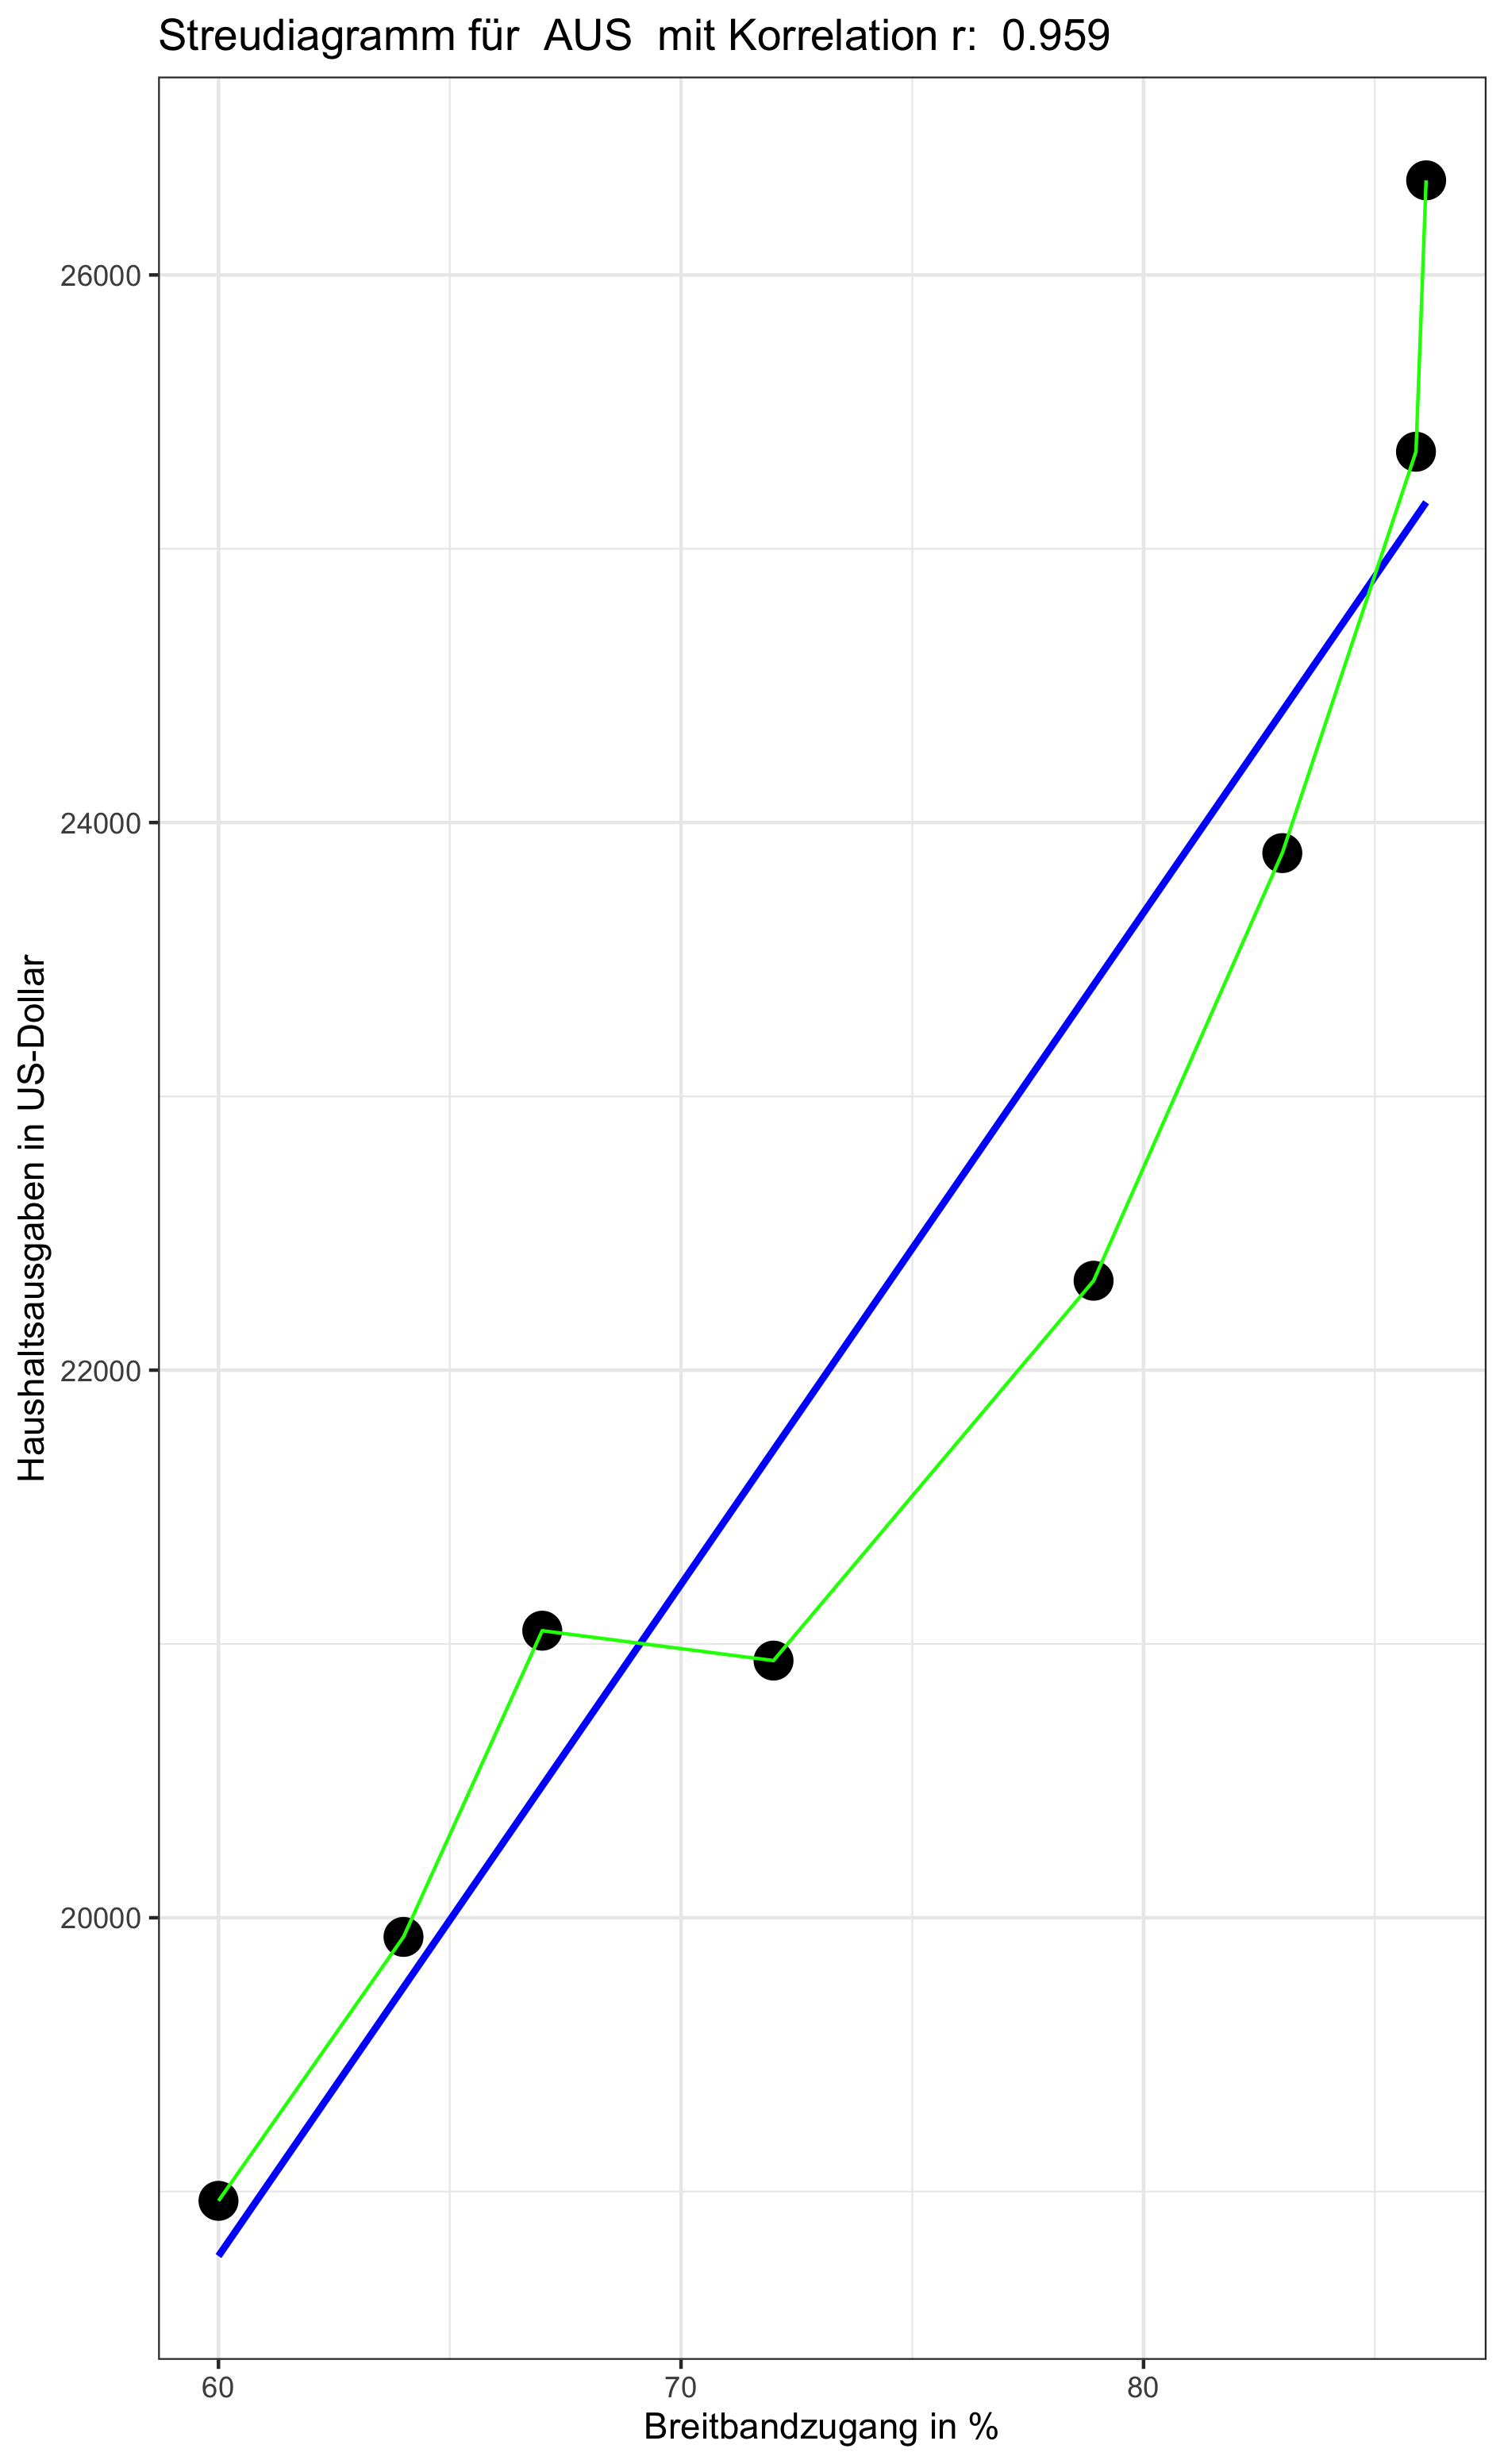 Streudiagramm für  AUS  mit Korrelation r:  0.959
Haushaltsausgaben in US-Dollar
26000
24000
22000
20000
60 70 80
Breitbandzugang in %